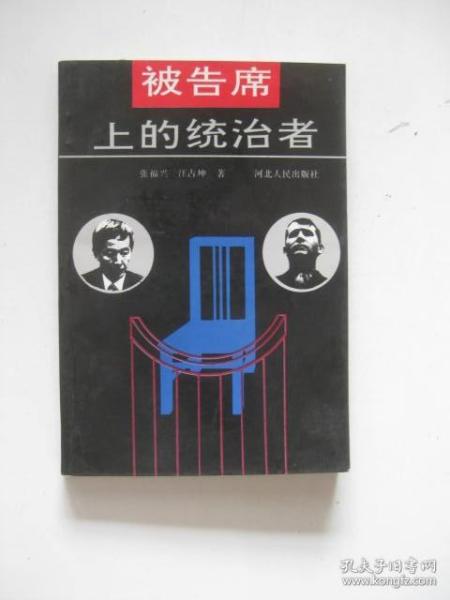 被告席
上的统治者
张福兴 汪占坤 著 河北人民出版社
孔夫子旧书网
www.kongfz.com